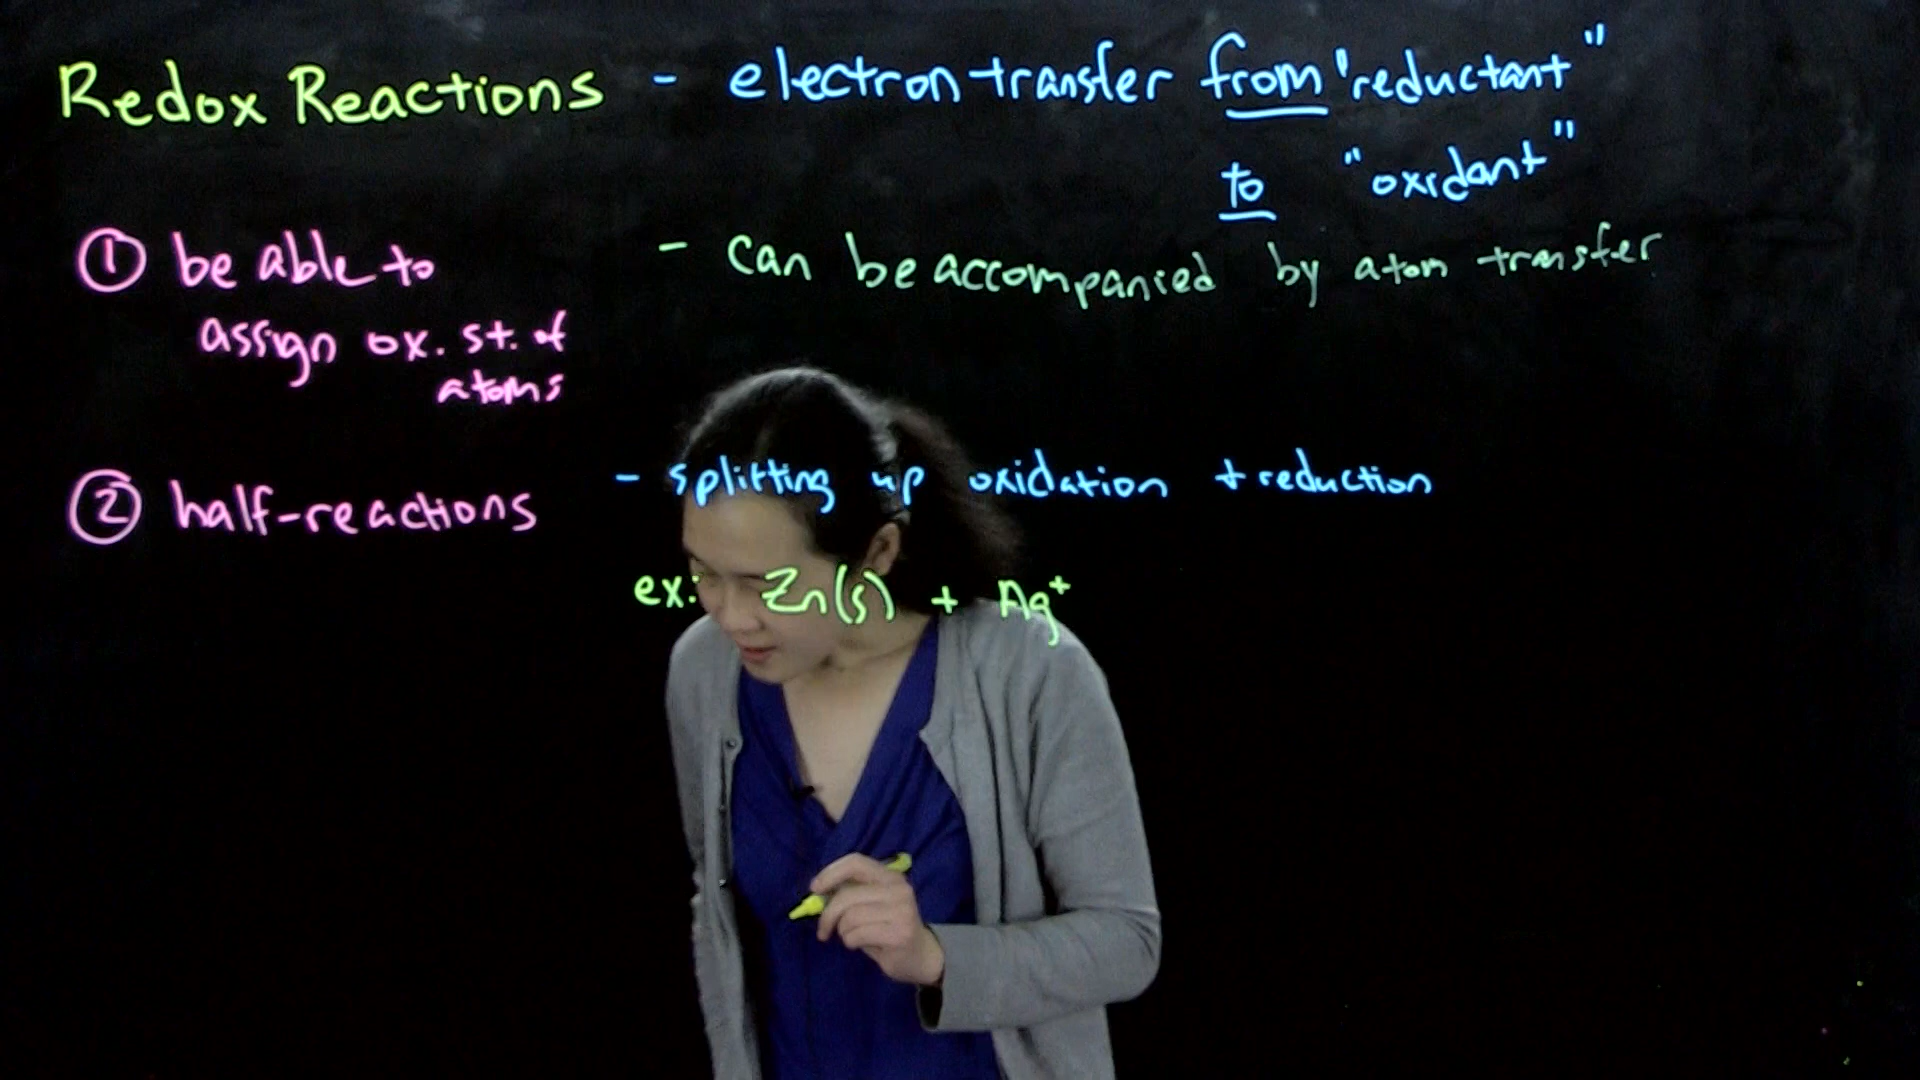 Redox Reactions - electron transfer from "reductant"
to "oxidant"
① be able to
assign ox. st. of
atoms
- can be accompanied by atom transfer
② half-reactions - splitting up oxidation + reduction
ex: Zn(s) + Ag⁺